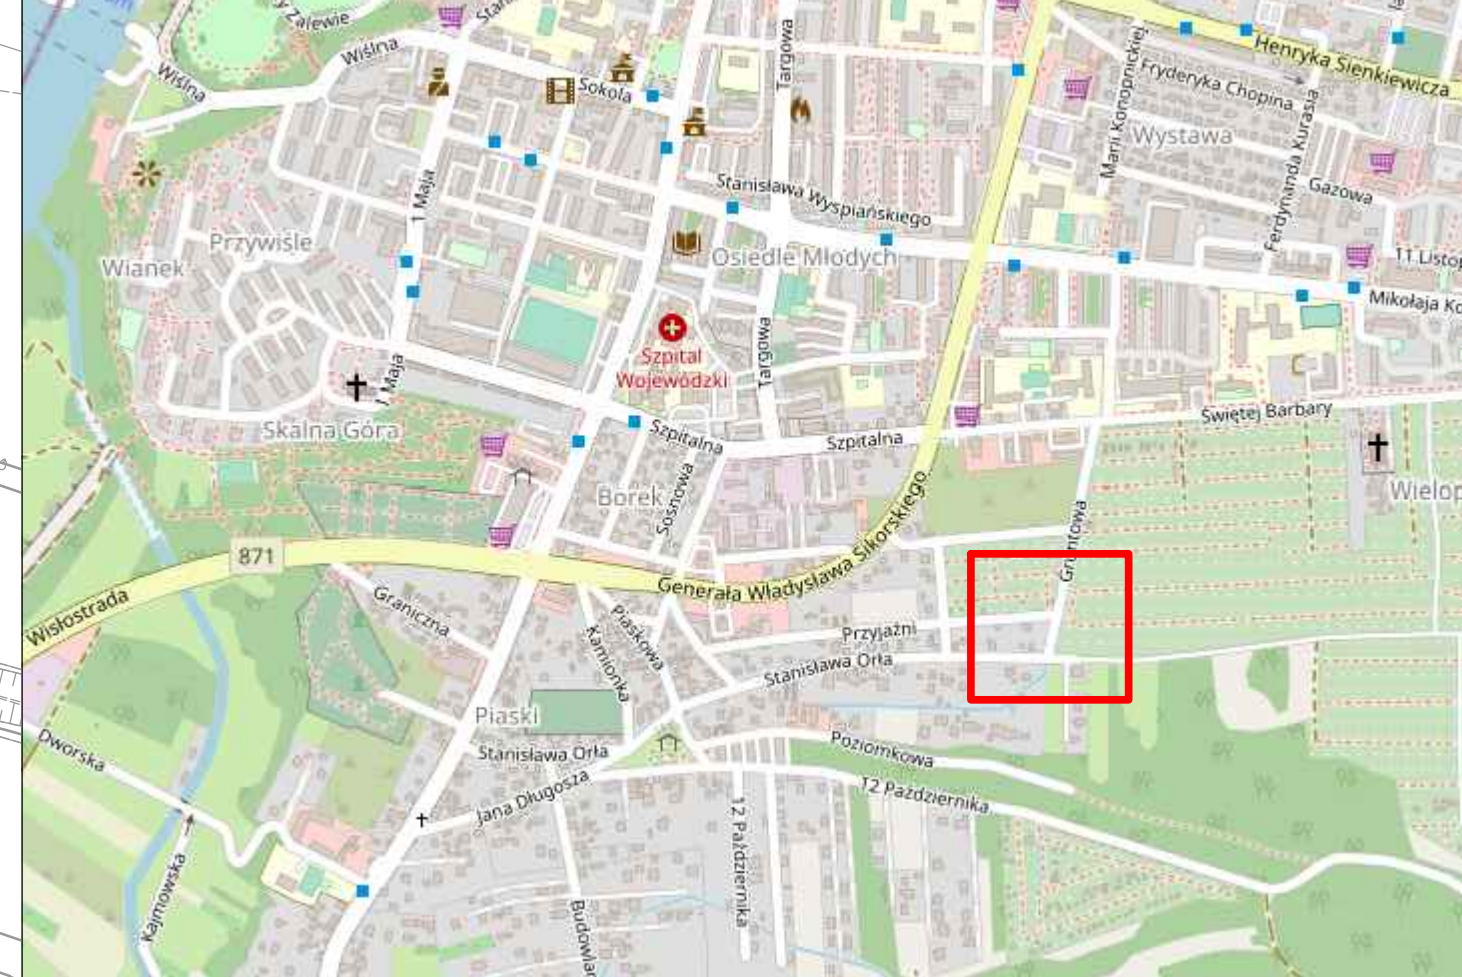 y Zalewie
Stan
Wiślna
Wiślna
Sokola
Targowa
Henryka Sienkiewicza
Fryderyka Chopina
Marii Konopnickiej
Wystawa
Ferdynanda Kurasia
Gazowa
1 Maja
Stanisława Wyspiańskiego
Przywiśle
Wianek
Osiedle Młodych
11 Listop
Mikołaja Ko
Szpital
Wojewódzki
Targowa
1 Maja
Skalna Góra
Świętej Barbary
Szpitalna
Szpitalna
Borek
Sosnowa
Wielop
Gruntowa
871
Generała Władysława Sikorskiego
Wisłostrada
Graniczna
Piaskowa
Kamionka
Przyjaźni
Stanisława Orła
Piaski
Dworska
Stanisława Orła
Poziomkowa
Jana Długosza
12 Października
12 Października
Kajmowska
Budowlan